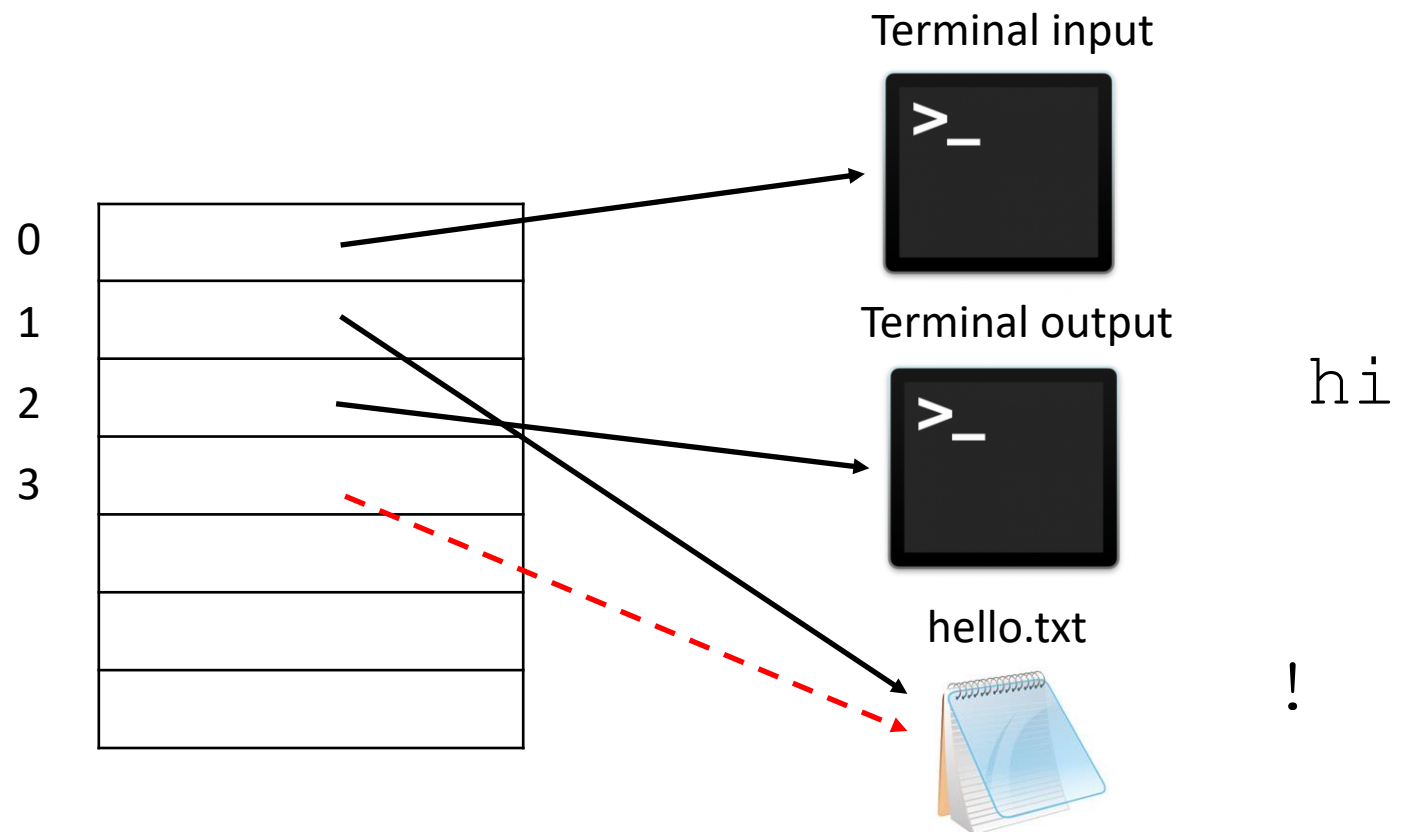 Terminal input
>_
0
1
Terminal output
hi
2
>_
3
hello.txt
!